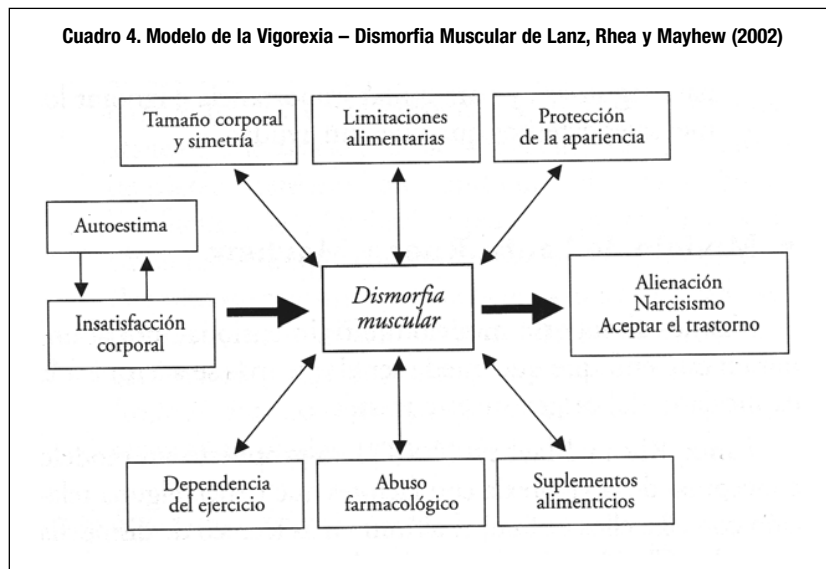 Cuadro 4. Modelo de la Vigorexia – Dismorfia Muscular de Lanz, Rhea y Mayhew (2002)
Tamaño corporal
y simetría
Limitaciones
alimentarias
Protección
de la apariencia
Autoestima
Insatisfacción
corporal
Dismorfia
muscular
Alienación
Narcisismo
Aceptar el trastorno
Dependencia
del ejercicio
Abuso
farmacológico
Suplementos
alimenticios